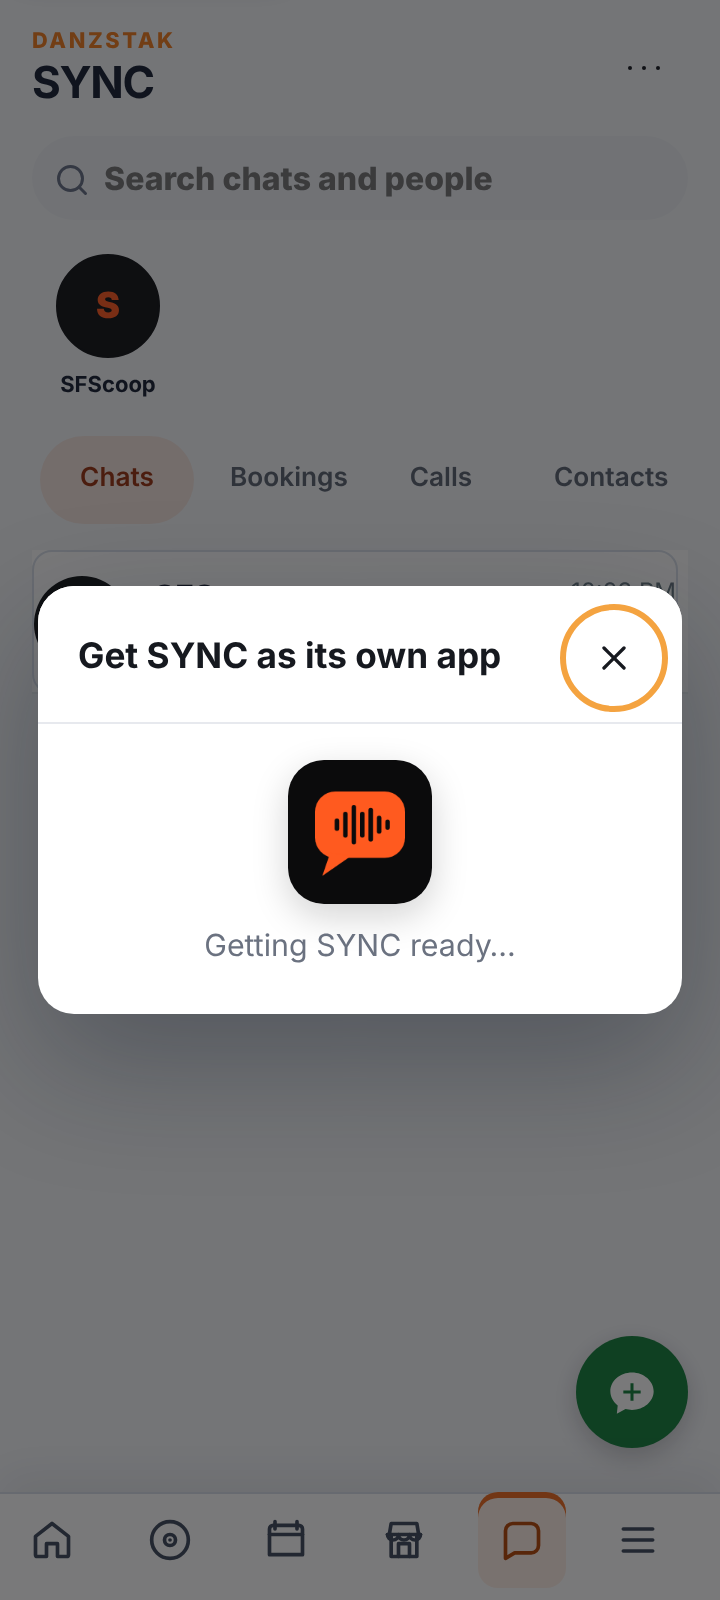 DANZSTAK
SYNC
Search chats and people
S
SFScoop
Chats Bookings Calls Contacts
Get SYNC as its own app
Getting SYNC ready...